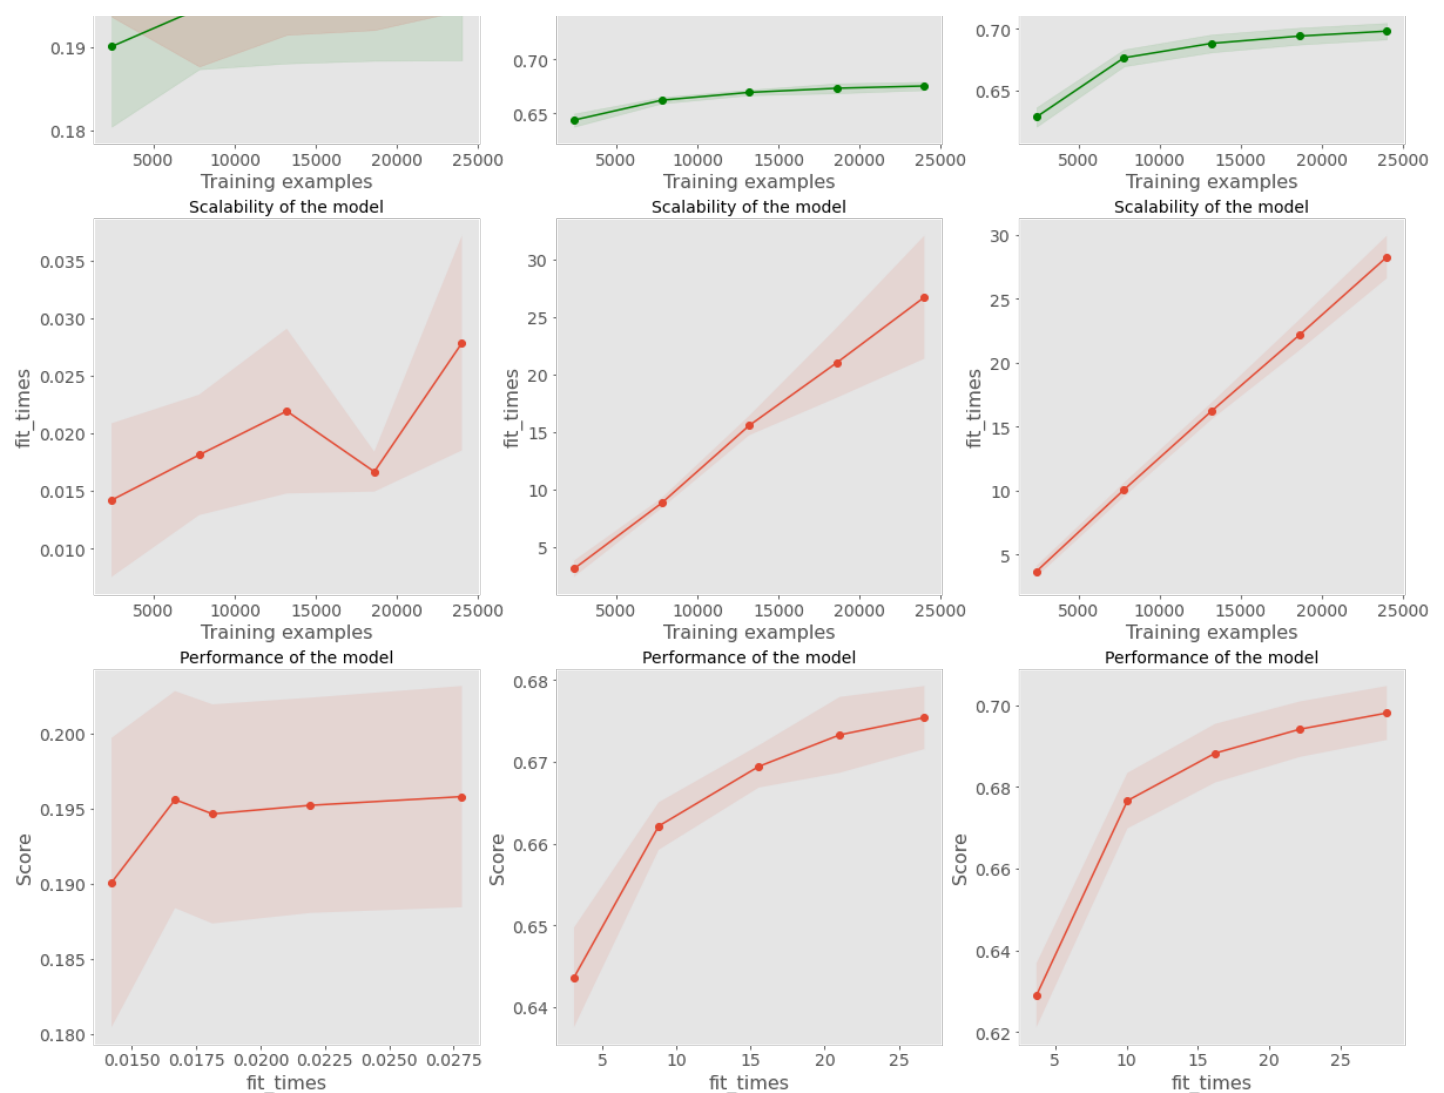 0.19
0.18
5000 10000 15000 20000 25000
Training examples
0.70
0.65
5000 10000 15000 20000 25000
Training examples
0.70
0.65
5000 10000 15000 20000 25000
Training examples
Scalability of the model
fit_times
0.035
0.030
0.025
0.020
0.015
0.010
5000 10000 15000 20000 25000
Training examples
Scalability of the model
fit_times
30
25
20
15
10
5
5000 10000 15000 20000 25000
Training examples
Scalability of the model
fit_times
30
25
20
15
10
5
5000 10000 15000 20000 25000
Training examples
Performance of the model
Score
0.200
0.195
0.190
0.185
0.180
0.0150 0.0175 0.0200 0.0225 0.0250 0.0275
fit_times
Performance of the model
Score
0.68
0.67
0.66
0.65
0.64
5 10 15 20 25
fit_times
Performance of the model
Score
0.70
0.68
0.66
0.64
0.62
5 10 15 20 25
fit_times